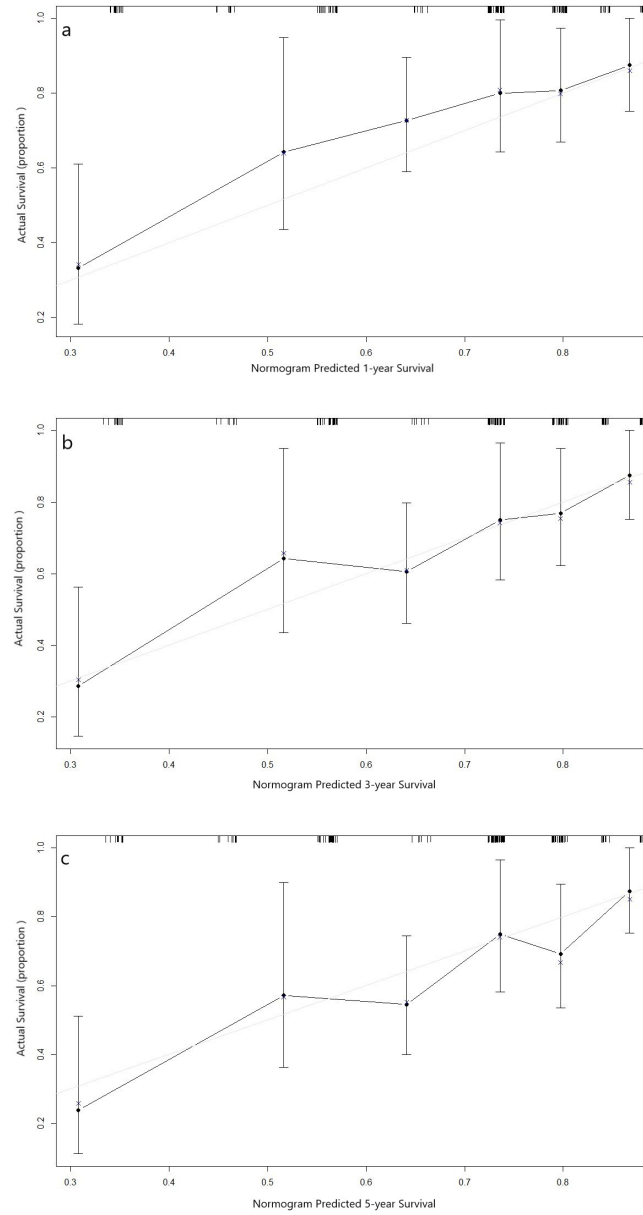 a
1.0
0.8
0.6
0.4
0.2
Actual Survival (proportion )
0.3 0.4 0.5 0.6 0.7 0.8
Normogram Predicted 1-year Survival
b
1.0
0.8
0.6
0.4
0.2
Actual Survival (proportion )
0.3 0.4 0.5 0.6 0.7 0.8
Normogram Predicted 3-year Survival
c
1.0
0.8
0.6
0.4
0.2
Actual Survival (proportion )
0.3 0.4 0.5 0.6 0.7 0.8
Normogram Predicted 5-year Survival